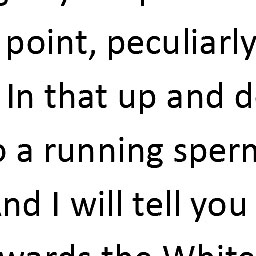 point, peculiarly
In that up and d
a running sperm
And I will tell you
wards the White